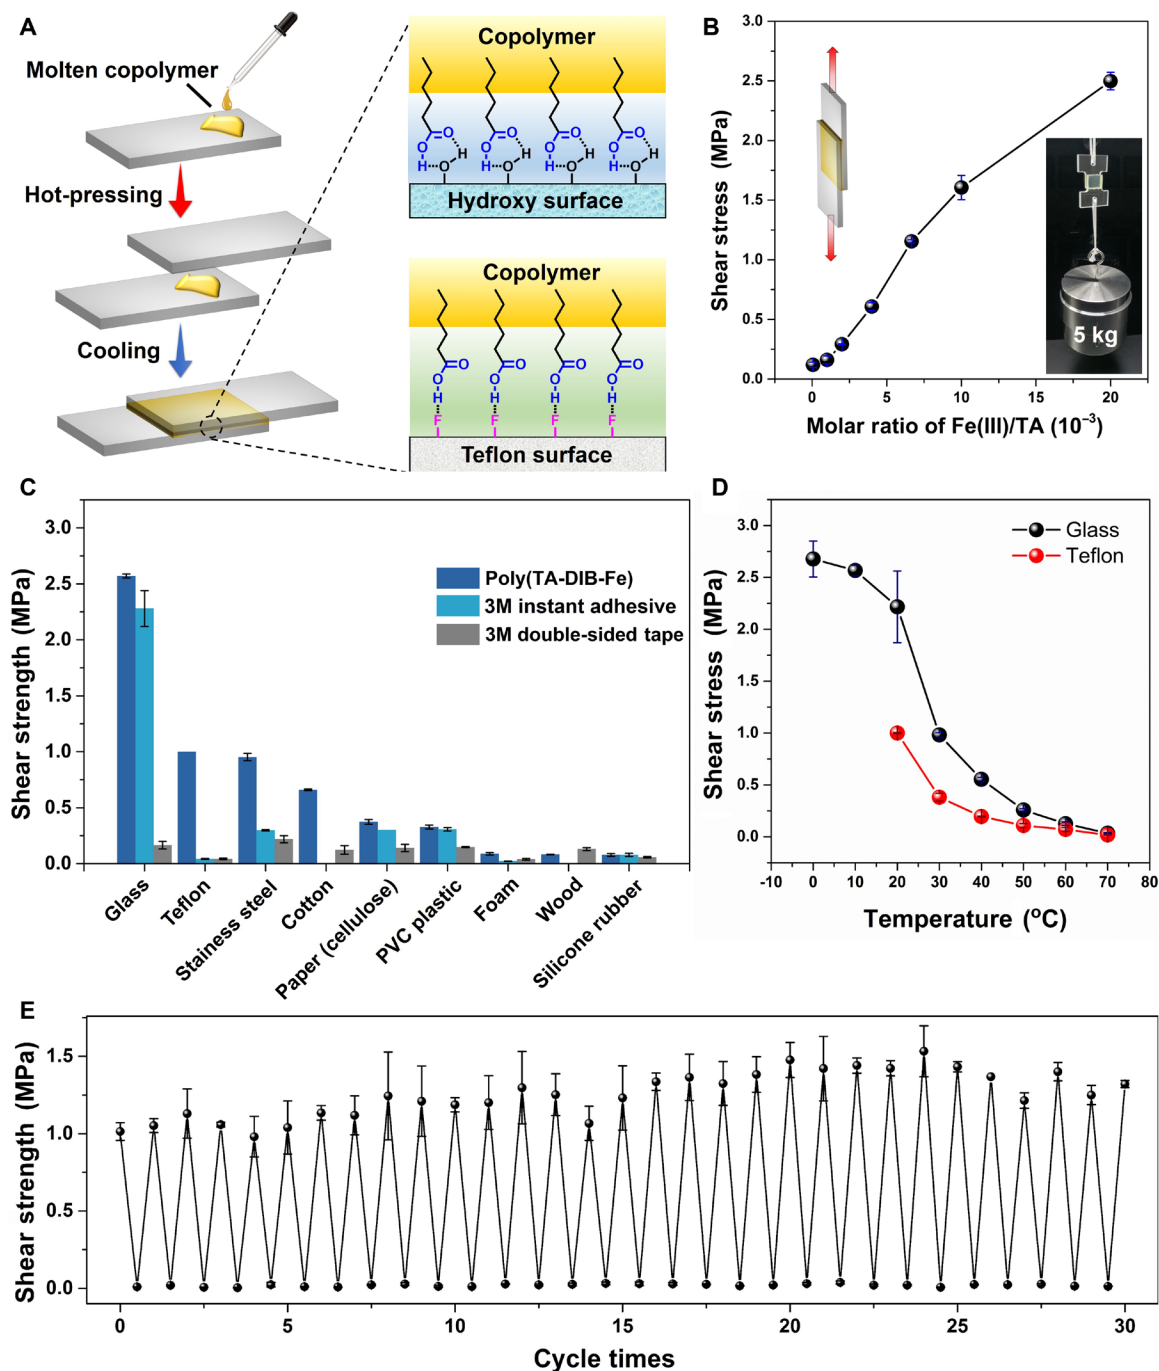 A
Molten copolymer
Hot-pressing
Cooling
Copolymer
O
O
O
O
O
O
O
O
H
H
H
H
H
H
H
H
O
O
O
O
Hydroxy surface
Copolymer
O
O
O
O
O
O
O
O
H
H
H
H
F
F
F
F
Teflon surface
B
Shear stress (MPa)
3.0
2.5
2.0
1.5
1.0
0.5
0.0
0
5
10
15
20
Molar ratio of Fe(III)/TA (10⁻³)
5 kg
C
Shear strength (MPa)
3.0
2.5
2.0
1.5
1.0
0.5
0.0
Poly(TA-DIB-Fe)
3M instant adhesive
3M double-sided tape
Glass
Teflon
Stainess steel
Cotton
Paper (cellulose)
PVC plastic
Foam
Wood
Silicone rubber
D
Shear stress (MPa)
3.0
2.5
2.0
1.5
1.0
0.5
0.0
Glass
Teflon
-10
0
10
20
30
40
50
60
70
80
Temperature (°C)
E
Shear strength (MPa)
1.5
1.0
0.5
0.0
0
5
10
15
20
25
30
Cycle times